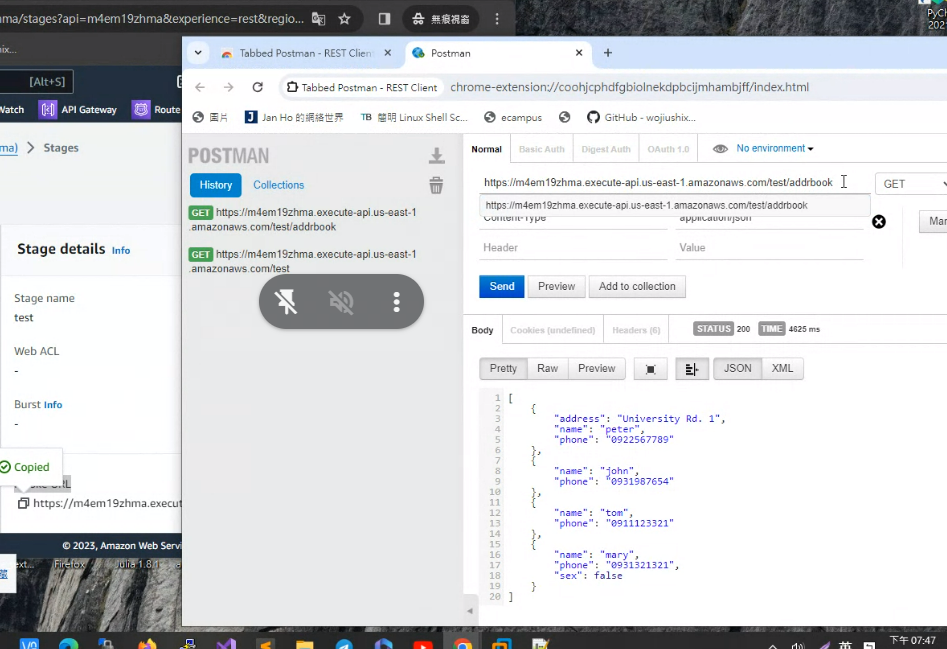 ma/stages?api=m4em19zhma&experience=rest&regio...
無痕視窗
[Alt+S]
Watch
API Gateway
Route
ma)
Stages
Stage details
Info
Stage name
test
Web ACL
-
Burst Info
-
Copied
https://m4em19zhma.execut
© 2023, Amazon Web Servi
Firefox
Julia 1.8.1
Tabbed Postman - REST Clien
Postman
Tabbed Postman - REST Client
chrome-extension://coohjcphdfgbiolnekdpbcijmhambjff/index.html
圖片
Jan Ho 的網絡世界
TB
簡明 Linux Shell Sc...
ecampus
GitHub - wojiushix...
POSTMAN
History
Collections
GET https://m4em19zhma.execute-api.us-east-1
.amazonaws.com/test/addrbook
GET https://m4em19zhma.execute-api.us-east-1
.amazonaws.com/test
Normal
Basic Auth
Digest Auth
OAuth 1.0
No environment
https://m4em19zhma.execute-api.us-east-1.amazonaws.com/test/addrbook
GET
https://m4em19zhma.execute-api.us-east-1.amazonaws.com/test/addrbook
Content-Type
application/json
Header
Value
Mar
Send
Preview
Add to collection
Body
Cookies (undefined)
Headers (6)
STATUS 200
TIME 4625 ms
Pretty
Raw
Preview
JSON
XML
1 [
2 {
3 "address": "University Rd. 1",
4 "name": "peter",
5 "phone": "0922567789"
6 },
7 {
8 "name": "john",
9 "phone": "0931987654"
10 },
11 {
12 "name": "tom",
13 "phone": "0911123321"
14 },
15 {
16 "name": "mary",
17 "phone": "0931321321",
18 "sex": false
19 }
20 ]
PyCh
202
英
下午 07:47